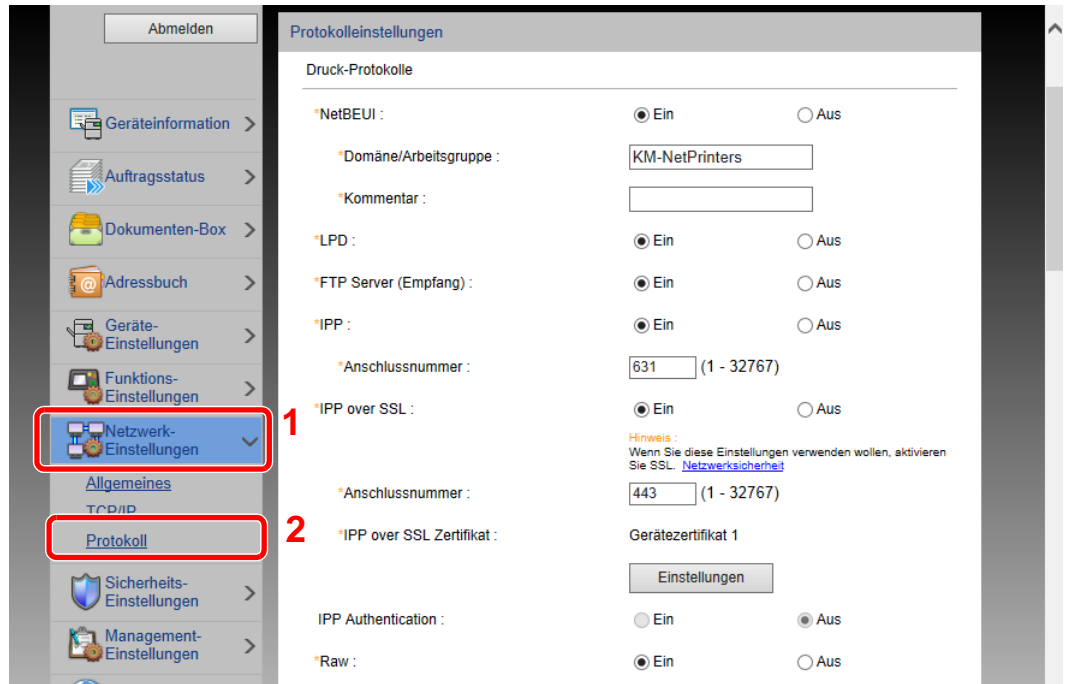 Abmelden
Geräteinformation
Auftragsstatus
Dokumenten-Box
Adressbuch
Geräte-
Einstellungen
Funktions-
Einstellungen
Netzwerk-
Einstellungen
1
Allgemeines
TCP/IP
Protokoll
2
Sicherheits-
Einstellungen
Management-
Einstellungen
Protokolleinstellungen
Druck-Protokolle
*NetBEUI : Ein Aus
*Domäne/Arbeitsgruppe : KM-NetPrinters
*Kommentar :
*LPD : Ein Aus
*FTP Server (Empfang) : Ein Aus
*IPP : Ein Aus
*Anschlussnummer : 631 (1 - 32767)
*IPP over SSL : Ein Aus
Hinweis :
Wenn Sie diese Einstellungen verwenden wollen, aktivieren
Sie SSL. Netzwerksicherheit
*Anschlussnummer : 443 (1 - 32767)
*IPP over SSL Zertifikat : Gerätezertifikat 1
Einstellungen
IPP Authentication : Ein Aus
*Raw : Ein Aus